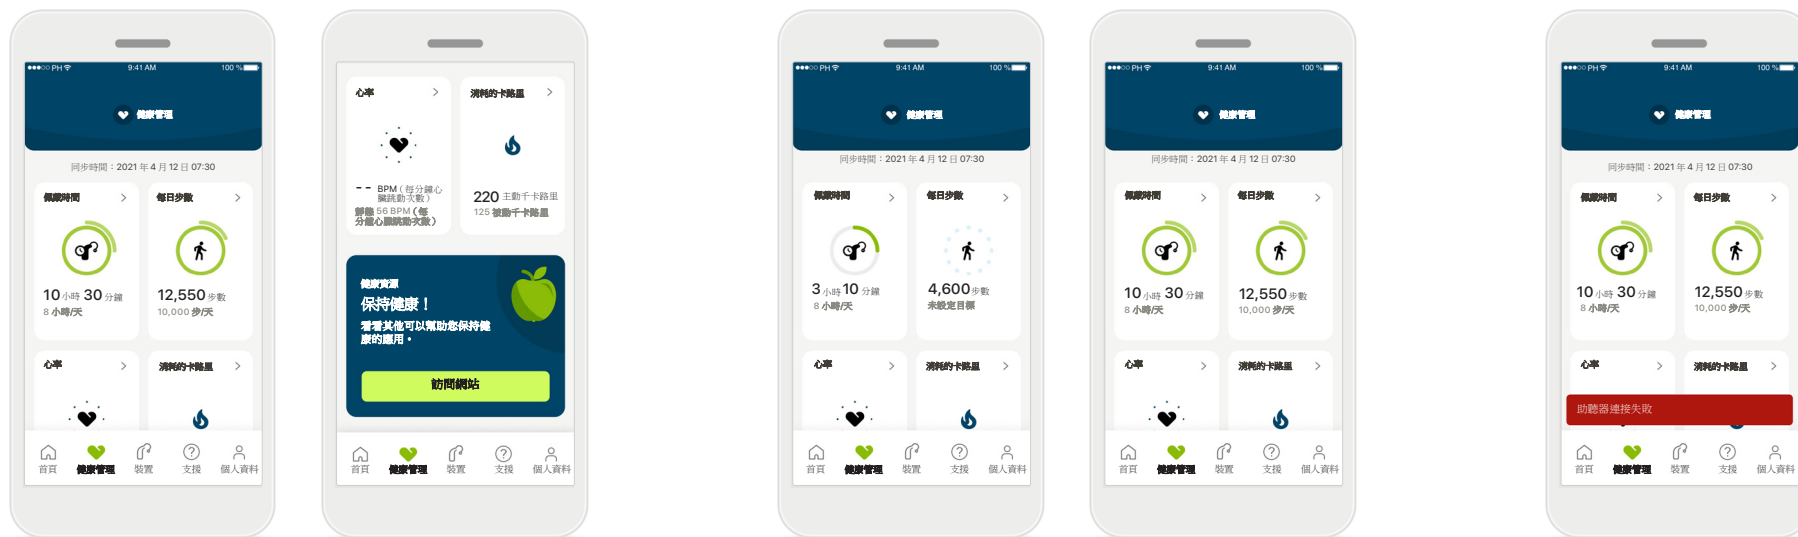 PH 9:41 AM 100 %
健康管理
同步時間：2021 年 4 月 12 日 07:30
佩戴時間
每日步數
10 小時 30 分鐘
8 小時/天
12,550 步數
10,000 步/天
心率
消耗的卡路里
首頁 健康管理 裝置 支援 個人資料
心率
消耗的卡路里
-- BPM（每分鐘心
臟跳動次數）
靜態 56 BPM（每
分鐘心臟跳動次數）
220 主動千卡路里
125 被動千卡路里
健康資源
保持健康！
看看其他可以幫助您保持健
康的應用。
訪問網站
首頁 健康管理 裝置 支援 個人資料
PH 9:41 AM 100 %
健康管理
同步時間：2021 年 4 月 12 日 07:30
佩戴時間
每日步數
3 小時 10 分鐘
8 小時/天
4,600 步數
未設定目標
心率
消耗的卡路里
首頁 健康管理 裝置 支援 個人資料
PH 9:41 AM 100 %
健康管理
同步時間：2021 年 4 月 12 日 07:30
佩戴時間
每日步數
10 小時 30 分鐘
8 小時/天
12,550 步數
10,000 步/天
心率
消耗的卡路里
首頁 健康管理 裝置 支援 個人資料
PH 9:41 AM 100 %
健康管理
同步時間：2021 年 4 月 12 日 07:30
佩戴時間
每日步數
10 小時 30 分鐘
8 小時/天
12,550 步數
10,000 步/天
心率
消耗的卡路里
助聽器連接失敗
首頁 健康管理 裝置 支援 個人資料